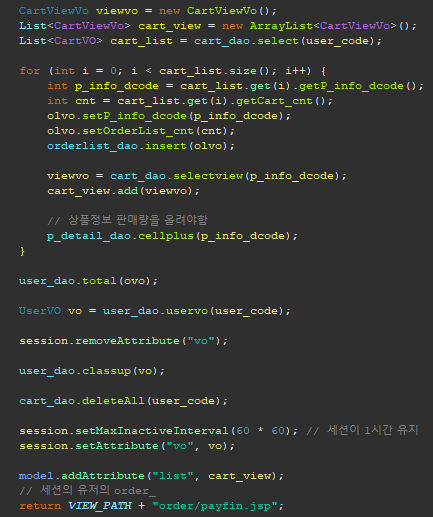 CartViewVo viewvo = new CartViewVo();
List<CartViewVo> cart_view = new ArrayList<CartViewVo>();
List<CartVO> cart_list = cart_dao.select(user_code);
for (int i = 0; i < cart_list.size(); i++) {
int p_info_dcode = cart_list.get(i).getP_info_dcode();
int cnt = cart_list.get(i).getCart_cnt();
olvo.setP_info_dcode(p_info_dcode);
olvo.setOrderList_cnt(cnt);
orderlist_dao.insert(olvo);
viewvo = cart_dao.selectview(p_info_dcode);
cart_view.add(viewvo);
// 상품정보 판매량을 올려야함
p_detail_dao.cellplus(p_info_dcode);
}
user_dao.total(ovo);
UserVO vo = user_dao.uservo(user_code);
session.removeAttribute("vo");
user_dao.classup(vo);
cart_dao.deleteAll(user_code);
session.setMaxInactiveInterval(60 * 60); // 세션이 1시간 유지
session.setAttribute("vo", vo);
model.addAttribute("list", cart_view);
// 세션의 유저의 order_
return VIEW_PATH + "order/payfin.jsp";